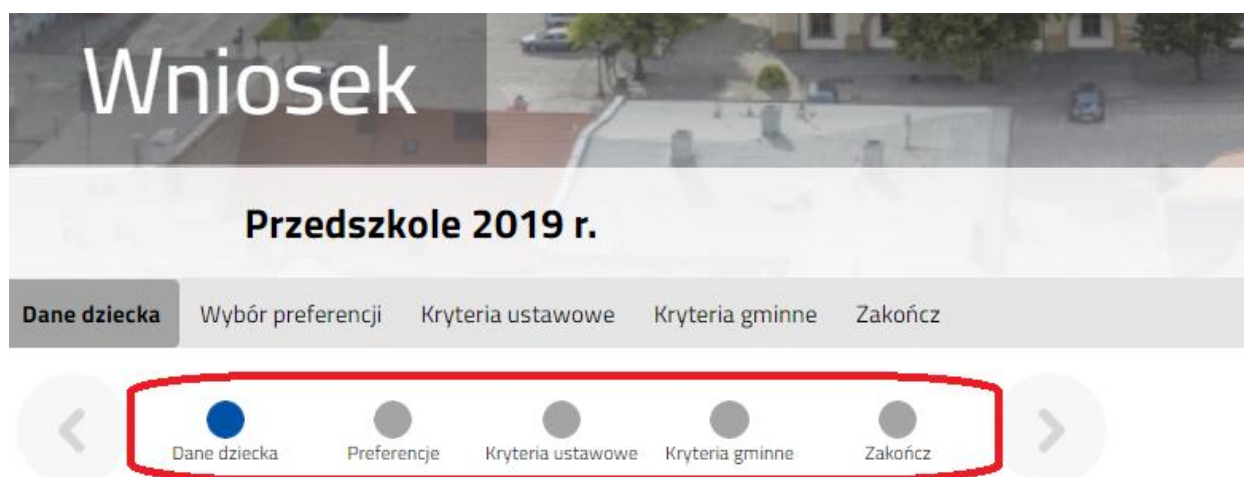 Wniosek
Przedszkole 2019 r.
Dane dziecka Wybór preferencji Kryteria ustawowe Kryteria gminne Zakończ
Dane dziecka Preferencje Kryteria ustawowe Kryteria gminne Zakończ